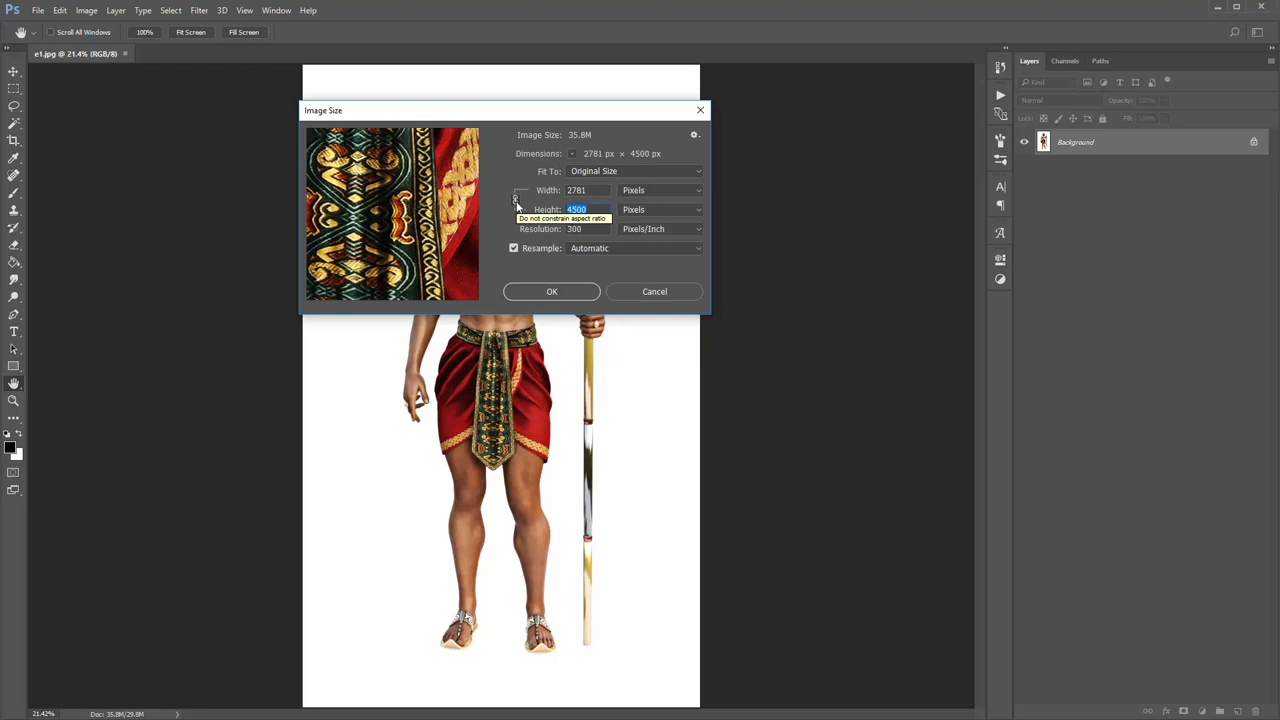 Ps File Edit Image Layer Type Select Filter 3D View Window Help
Scroll All Windows 100% Fit Screen Fill Screen
e1.jpg @ 21.4% (RGB/8) ×
Layers Channels Paths
Kind
Normal Opacity: 100%
Lock: Fill: 100%
Background
Image Size
Image Size: 35.8M
Dimensions: 2781 px × 4500 px
Fit To: Original Size
Width: 2781 Pixels
Height: 4500 Pixels
Do not constrain aspect ratio
Resolution: 300 Pixels/Inch
Resample: Automatic
OK Cancel
21.42% Doc: 35.8M/29.8M